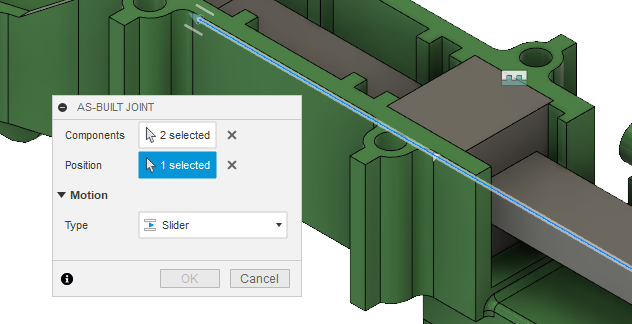 AS-BUILT JOINT
Components 2 selected
Position 1 selected
Motion
Type Slider
OK Cancel